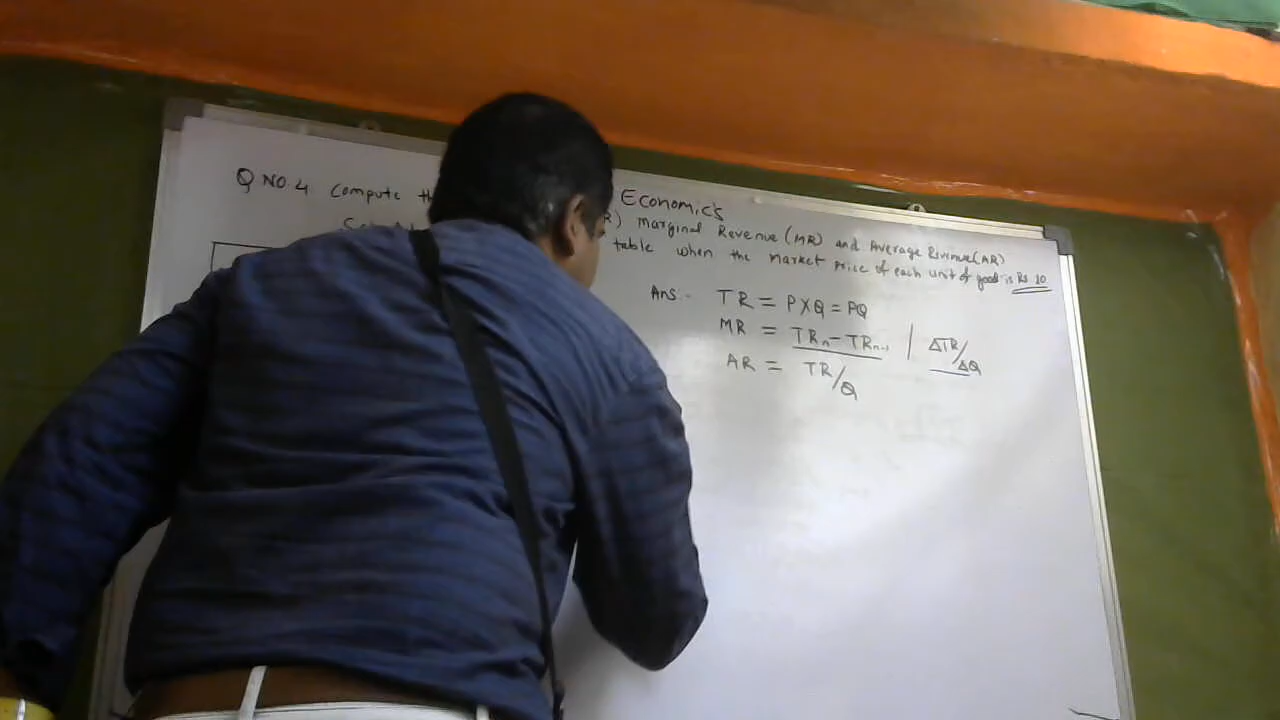 Economics
Q NO. 4 Compute th R) marginal Revenue (MR) and Average Revenue (AR)
table when the market price of each unit of good is Rs 10
Ans:- TR = P X Q = PQ
MR = TRn - TRn-1 | ΔTR/ΔQ
AR = TR/Q